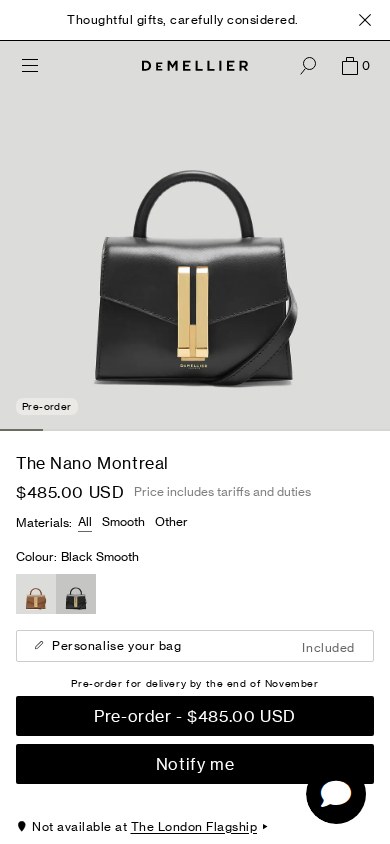 Thoughtful gifts, carefully considered.
DeMELLIER
0
DeMELLIER
Pre-order
The Nano Montreal
$485.00 USD Price includes tariffs and duties
Materials: All Smooth Other
Colour: Black Smooth
Personalise your bag Included
Pre-order for delivery by the end of November
Pre-order - $485.00 USD
Notify me
Not available at The London Flagship